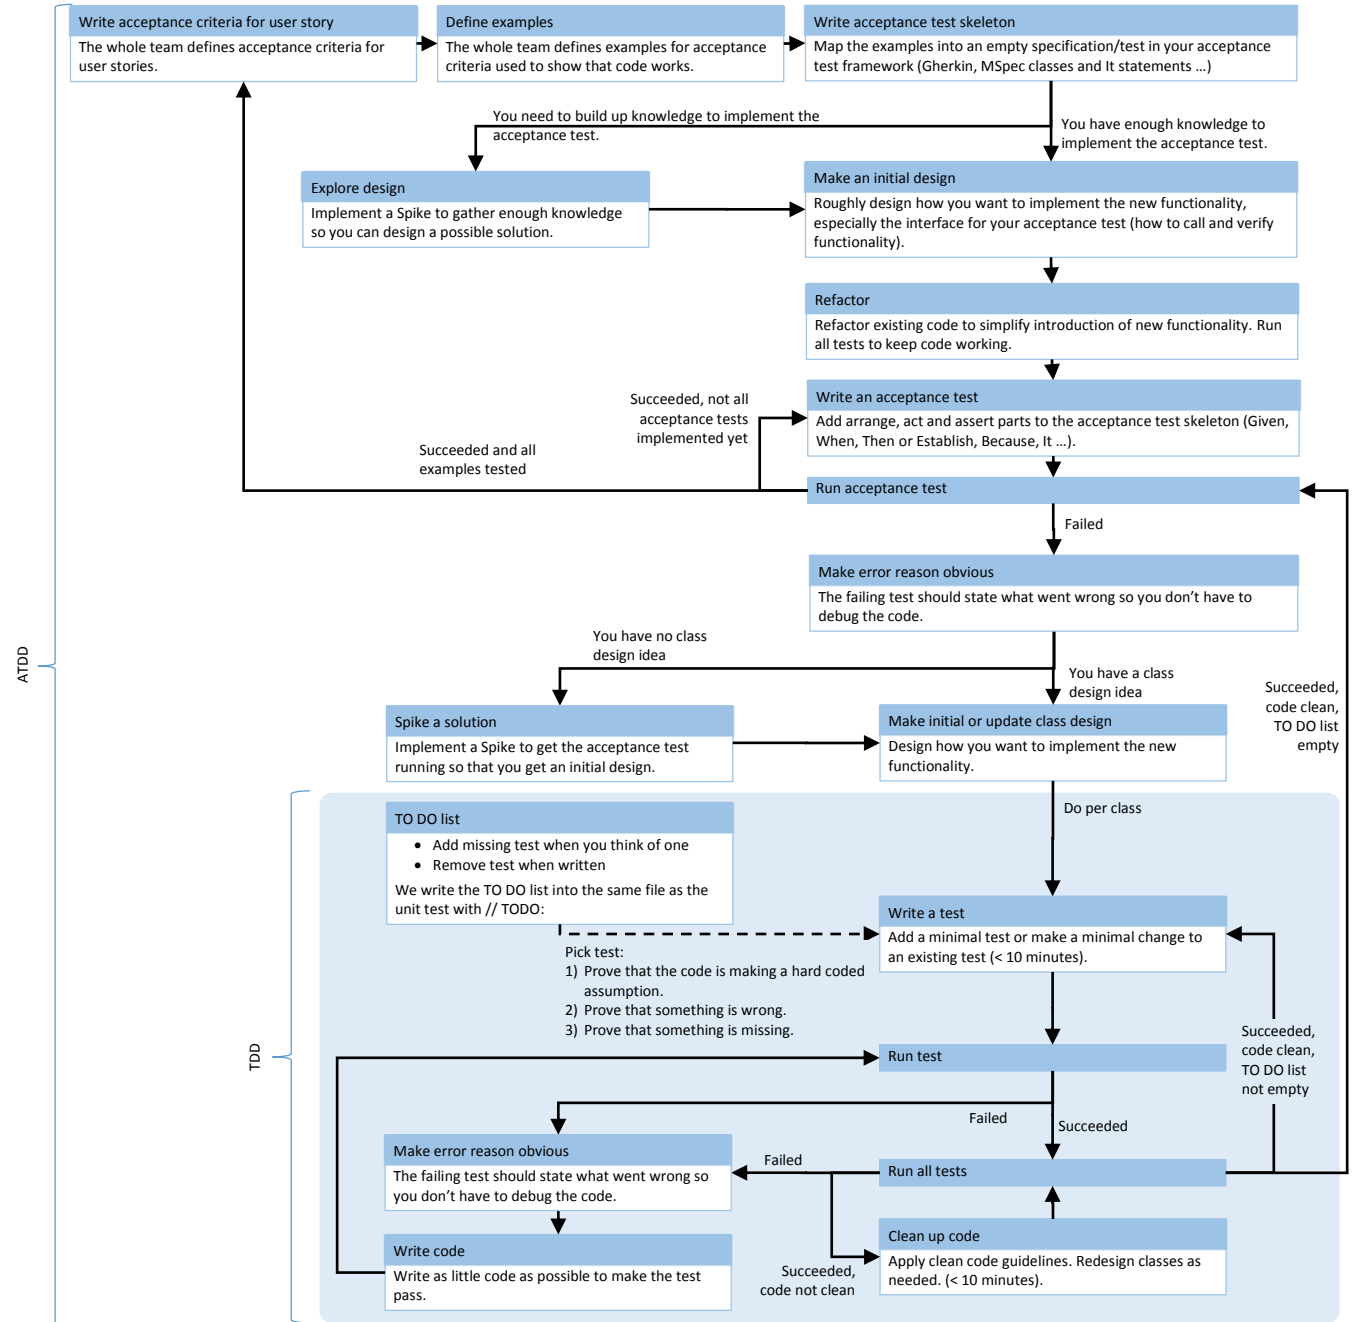 Write acceptance criteria for user story
The whole team defines acceptance criteria for
user stories.
Define examples
The whole team defines examples for acceptance
criteria used to show that code works.
Write acceptance test skeleton
Map the examples into an empty specification/test in your acceptance
test framework (Gherkin, MSpec classes and It statements …)
You need to build up knowledge to implement the
acceptance test.
You have enough knowledge to
implement the acceptance test.
Explore design
Implement a Spike to gather enough knowledge
so you can design a possible solution.
Make an initial design
Roughly design how you want to implement the new functionality,
especially the interface for your acceptance test (how to call and verify
functionality).
Refactor
Refactor existing code to simplify introduction of new functionality. Run
all tests to keep code working.
Write an acceptance test
Add arrange, act and assert parts to the acceptance test skeleton (Given,
When, Then or Establish, Because, It …).
Succeeded, not all
acceptance tests
implemented yet
Succeeded and all
examples tested
Run acceptance test
Failed
Make error reason obvious
The failing test should state what went wrong so you don’t have to
debug the code.
You have no class
design idea
You have a class
design idea
ATDD
Succeeded,
code clean,
TO DO list
empty
Spike a solution
Implement a Spike to get the acceptance test
running so that you get an initial design.
Make initial or update class design
Design how you want to implement the new
functionality.
Do per class
TO DO list
• Add missing test when you think of one
• Remove test when written
We write the TO DO list into the same file as the
unit test with // TODO:
Write a test
Add a minimal test or make a minimal change to
an existing test (< 10 minutes).
Pick test:
1) Prove that the code is making a hard coded
assumption.
2) Prove that something is wrong.
3) Prove that something is missing.
TDD
Run test
Succeeded,
code clean,
TO DO list
not empty
Failed
Succeeded
Make error reason obvious
The failing test should state what went wrong so
you don’t have to debug the code.
Failed
Run all tests
Write code
Write as little code as possible to make the test
pass.
Succeeded,
code not clean
Clean up code
Apply clean code guidelines. Redesign classes as
needed. (< 10 minutes).